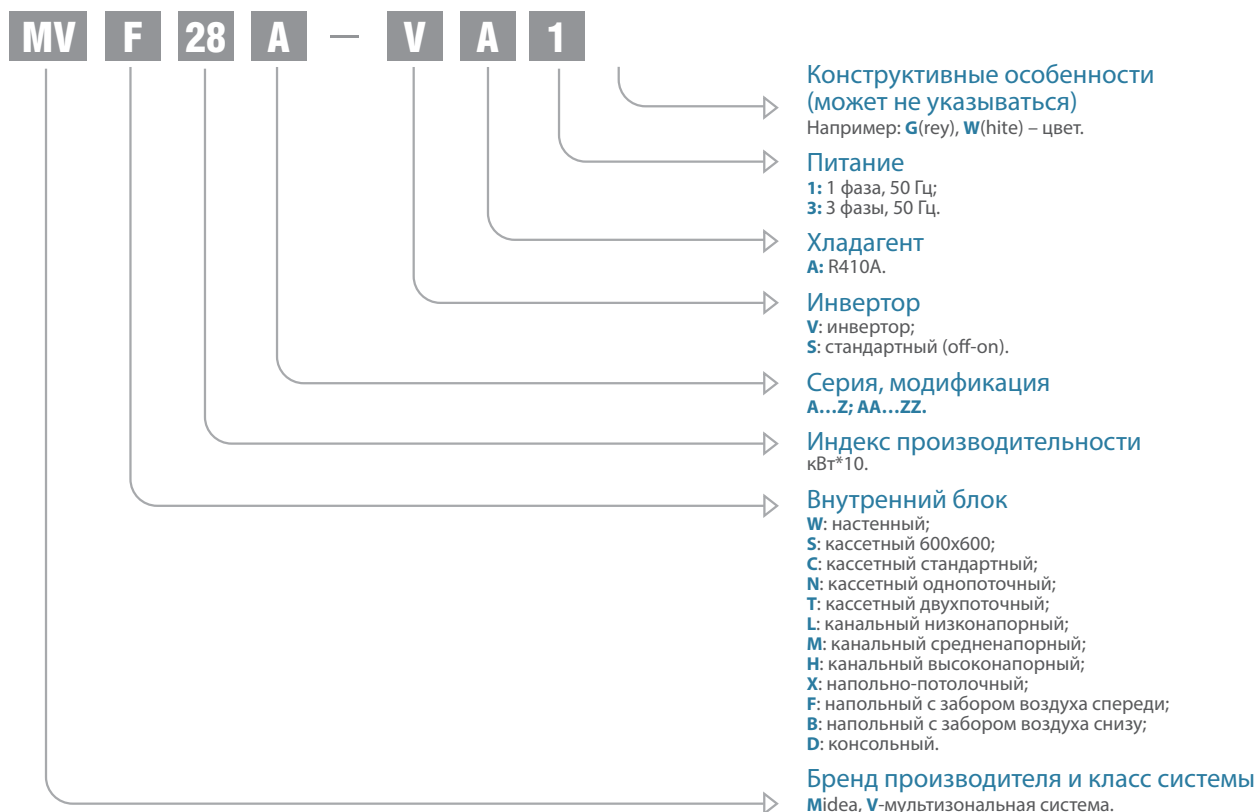 MV F 28 A – V A 1
Конструктивные особенности
(может не указываться)
Например: G(rey), W(hite) – цвет.
Питание
1: 1 фаза, 50 Гц;
3: 3 фазы, 50 Гц.
Хладагент
A: R410A.
Инвертор
V: инвертор;
S: стандартный (off-on).
Серия, модификация
A…Z; AA…ZZ.
Индекс производительности
кВт*10.
Внутренний блок
W: настенный;
S: кассетный 600x600;
C: кассетный стандартный;
N: кассетный однопоточный;
T: кассетный двухпоточный;
L: канальный низконапорный;
M: канальный средненапорный;
H: канальный высоконапорный;
X: напольно-потолочный;
F: напольный с забором воздуха спереди;
B: напольный с забором воздуха снизу;
D: консольный.
Бренд производителя и класс системы
Midea, V-мультизональная система.